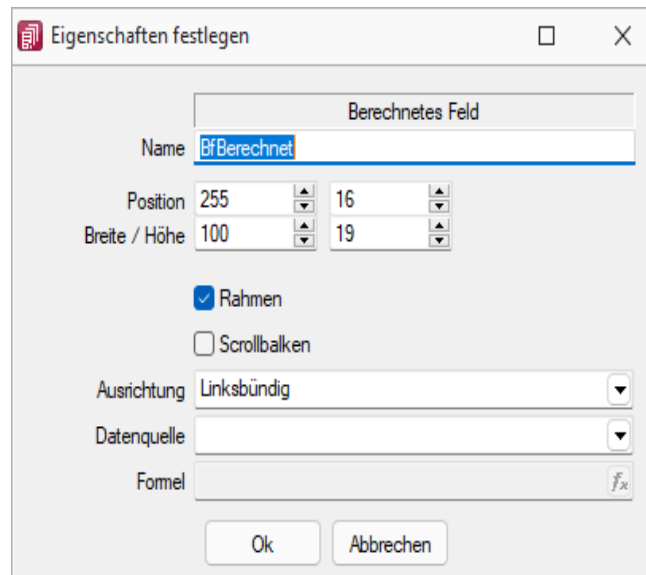 Eigenschaften festlegen
Berechnetes Feld
Name BfBerechnet
Position 255 16
Breite / Höhe 100 19
Rahmen
Scrollbalken
Ausrichtung Linksbündig
Datenquelle
Formel fx
Ok Abbrechen